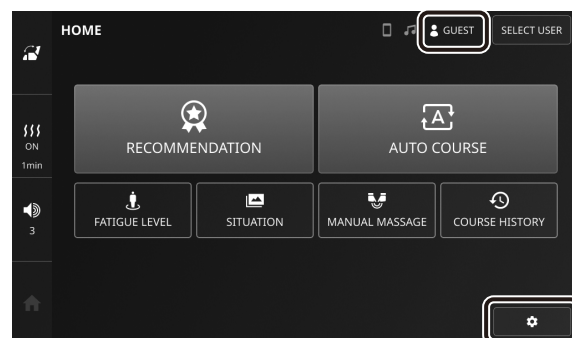 HOME
GUEST
SELECT USER
ON
1min
3
RECOMMENDATION
AUTO COURSE
FATIGUE LEVEL
SITUATION
MANUAL MASSAGE
COURSE HISTORY